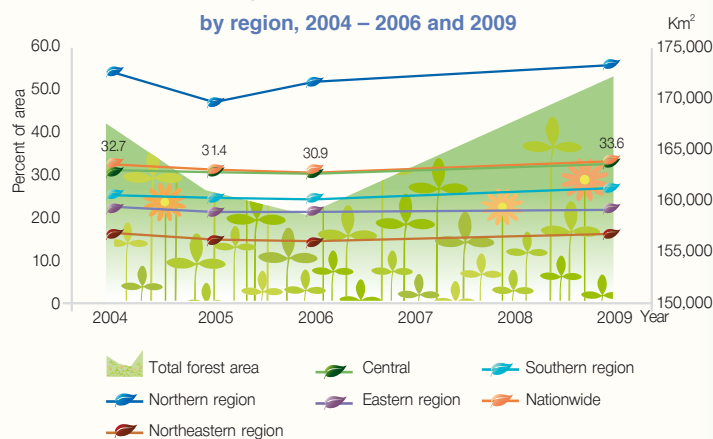 by region, 2004 – 2006 and 2009
Km²
Percent of area
60.0
50.0
40.0
30.0
20.0
10.0
0
175,000
170,000
165,000
160,000
155,000
150,000
32.7
31.4
30.9
33.6
2004 2005 2006 2007 2008 2009 Year
Total forest area Central Southern region
Northern region Eastern region Nationwide
Northeastern region